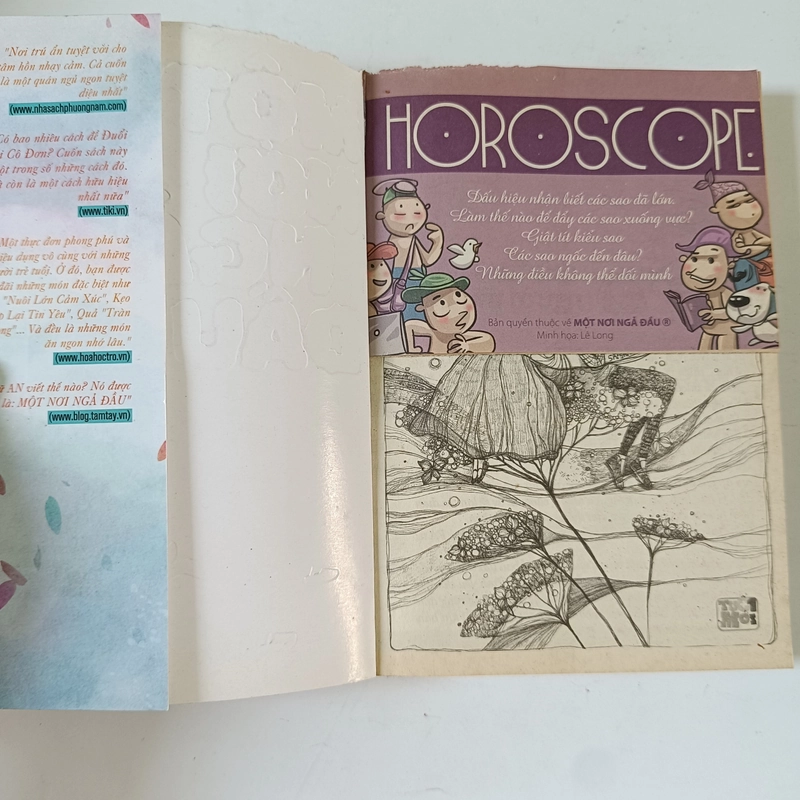 "Nơi trú ẩn tuyệt vời cho
tâm hồn nhạy cảm. Cả cuốn
là một quán ngủ ngon tuyệt
diệu nhất"
(www.nhasachphuongnam.com)
Có bao nhiêu cách để Đuổi
i Cô Đơn? Cuốn sách này
một trong số những cách đó.
à còn là một cách hữu hiệu
nhất nữa"
(www.tiki.vn)
Một thực đơn phong phú và
iệu dụng vô cùng với những
ười trẻ tuổi. Ở đó, bạn được
đãi những món đặc biệt như
"Nuôi Lớn Cảm Xúc", Kẹo
o Lại Tin Yêu", Quả "Tràn
ng"... Và đều là những món
ăn ngon nhớ lâu."
(www.hoahoctro.vn)
AN viết thế nào? Nó được
là: MỘT NƠI NGẢ ĐẦU"
(www.blog.tamtay.vn)
HOROSCOPE
Dấu hiệu nhận biết các sao đã lớn.
Làm thế nào để đẩy các sao xuống vực?
Giật tít kiểu sao
Các sao ngốc đến đâu?
Những điều không thể đổi mình
Bản quyền thuộc về MỘT NƠI NGẢ ĐẦU ®
Minh họa: Lê Long